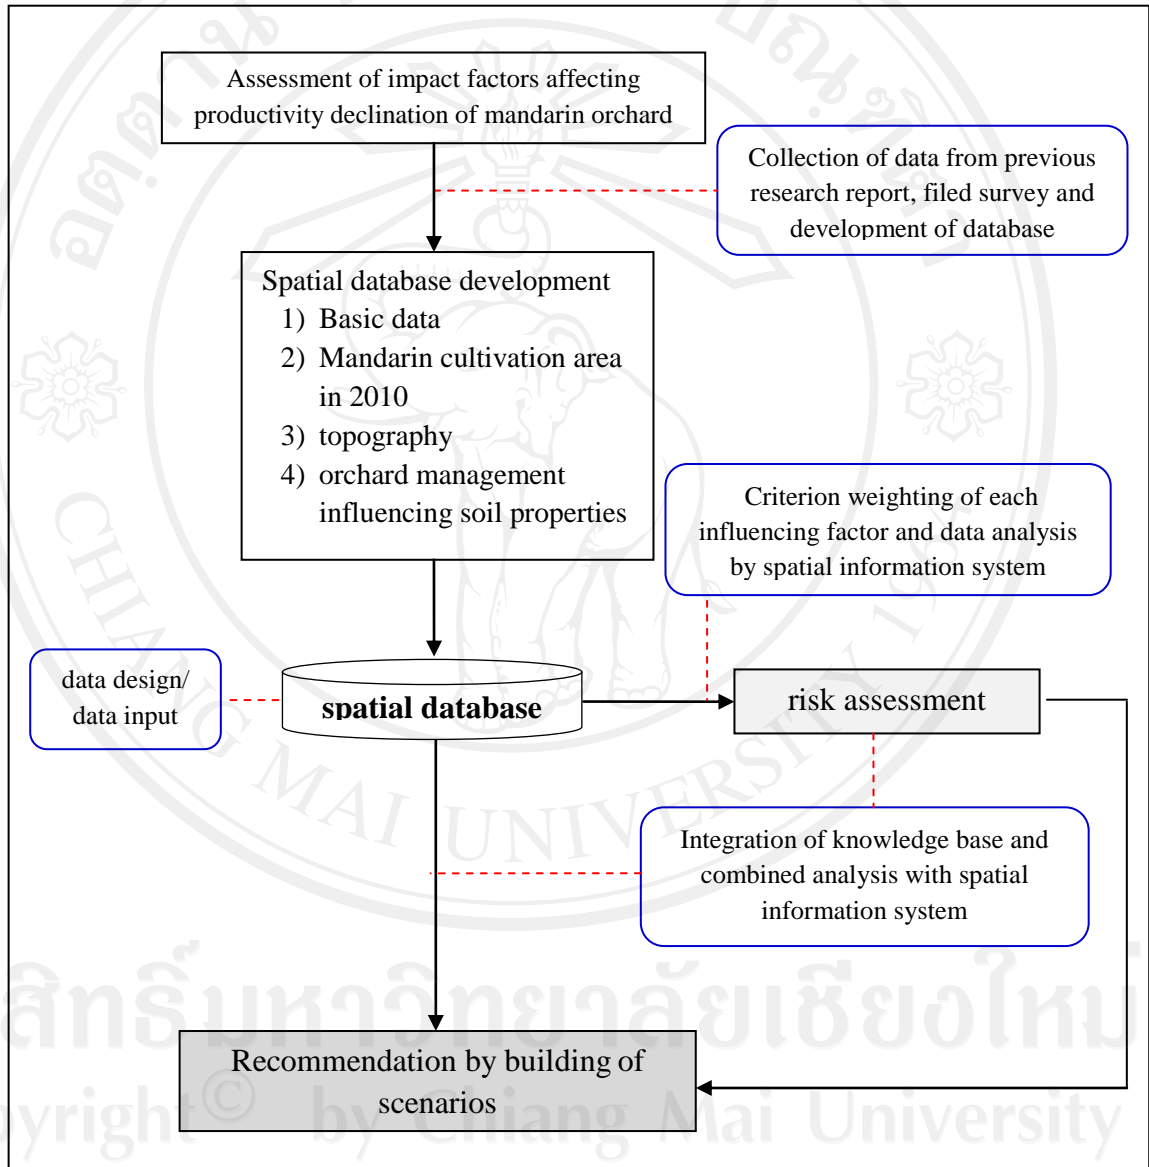 Assessment of impact factors affecting
productivity declination of mandarin orchard
Collection of data from previous
research report, filed survey and
development of database
Spatial database development
1) Basic data
2) Mandarin cultivation area
in 2010
3) topography
4) orchard management
influencing soil properties
Criterion weighting of each
influencing factor and data analysis
by spatial information system
data design/
data input
spatial database
risk assessment
Integration of knowledge base and
combined analysis with spatial
information system
Recommendation by building of
scenarios
CHIANG MAI UNIVERSITY
สิทธิ์มหาวิทยาลัยเชียงใหม่
yright © by Chiang Mai University